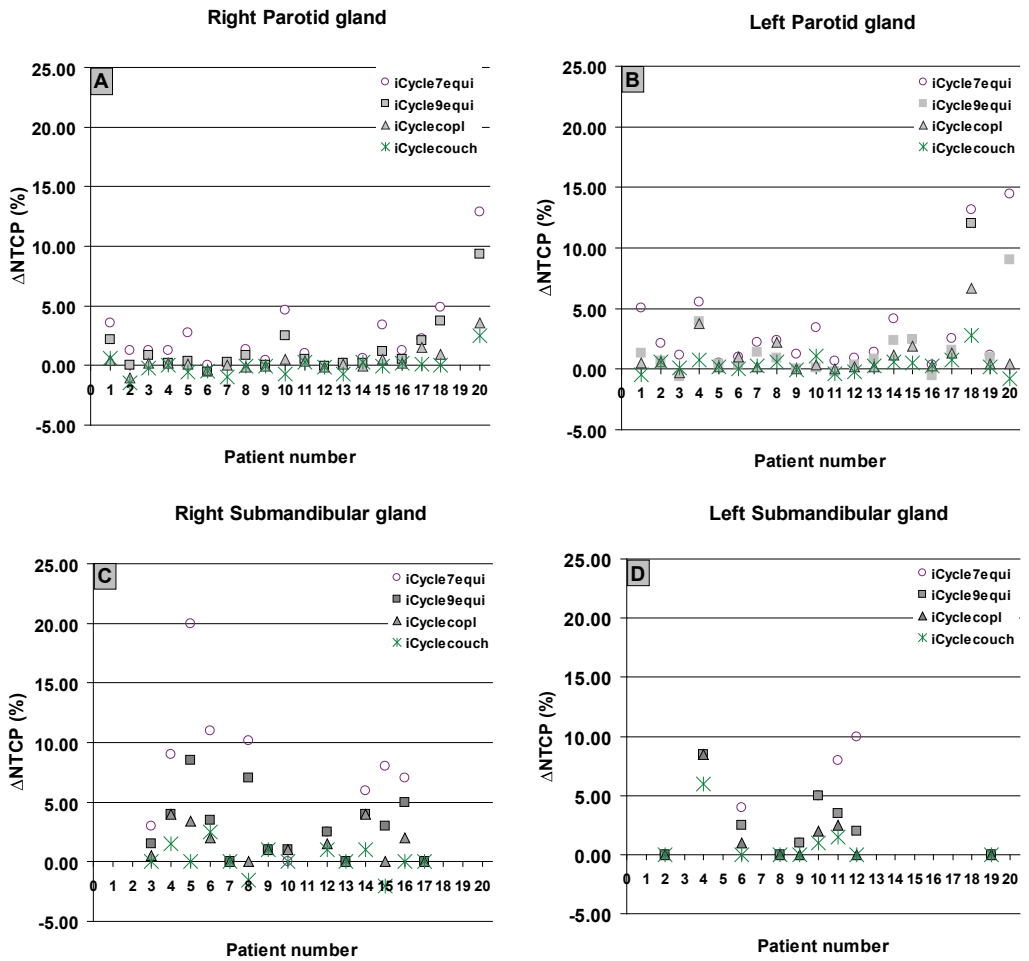 Right Parotid gland
A
iCycle7equi
iCycle9equi
iCyclecopl
iCyclecouch
25.00
20.00
15.00
10.00
5.00
0.00
-5.00
ΔNTCP (%)
0 1 2 3 4 5 6 7 8 9 10 11 12 13 14 15 16 17 18 19 20
Patient number
Left Parotid gland
B
iCycle7equi
iCycle9equi
iCyclecopl
iCyclecouch
25.00
20.00
15.00
10.00
5.00
0.00
-5.00
ΔNTCP (%)
0 1 2 3 4 5 6 7 8 9 10 11 12 13 14 15 16 17 18 19 20
Patient number
Right Submandibular gland
C
iCycle7equi
iCycle9equi
iCyclecopl
iCyclecouch
25.00
20.00
15.00
10.00
5.00
0.00
-5.00
ΔNTCP (%)
0 1 2 3 4 5 6 7 8 9 10 11 12 13 14 15 16 17 18 19 20
Patient number
Left Submandibular gland
D
iCycle7equi
iCycle9equi
iCyclecopl
iCyclecouch
25.00
20.00
15.00
10.00
5.00
0.00
-5.00
ΔNTCP (%)
0 1 2 3 4 5 6 7 8 9 10 11 12 13 14 15 16 17 18 19 20
Patient number